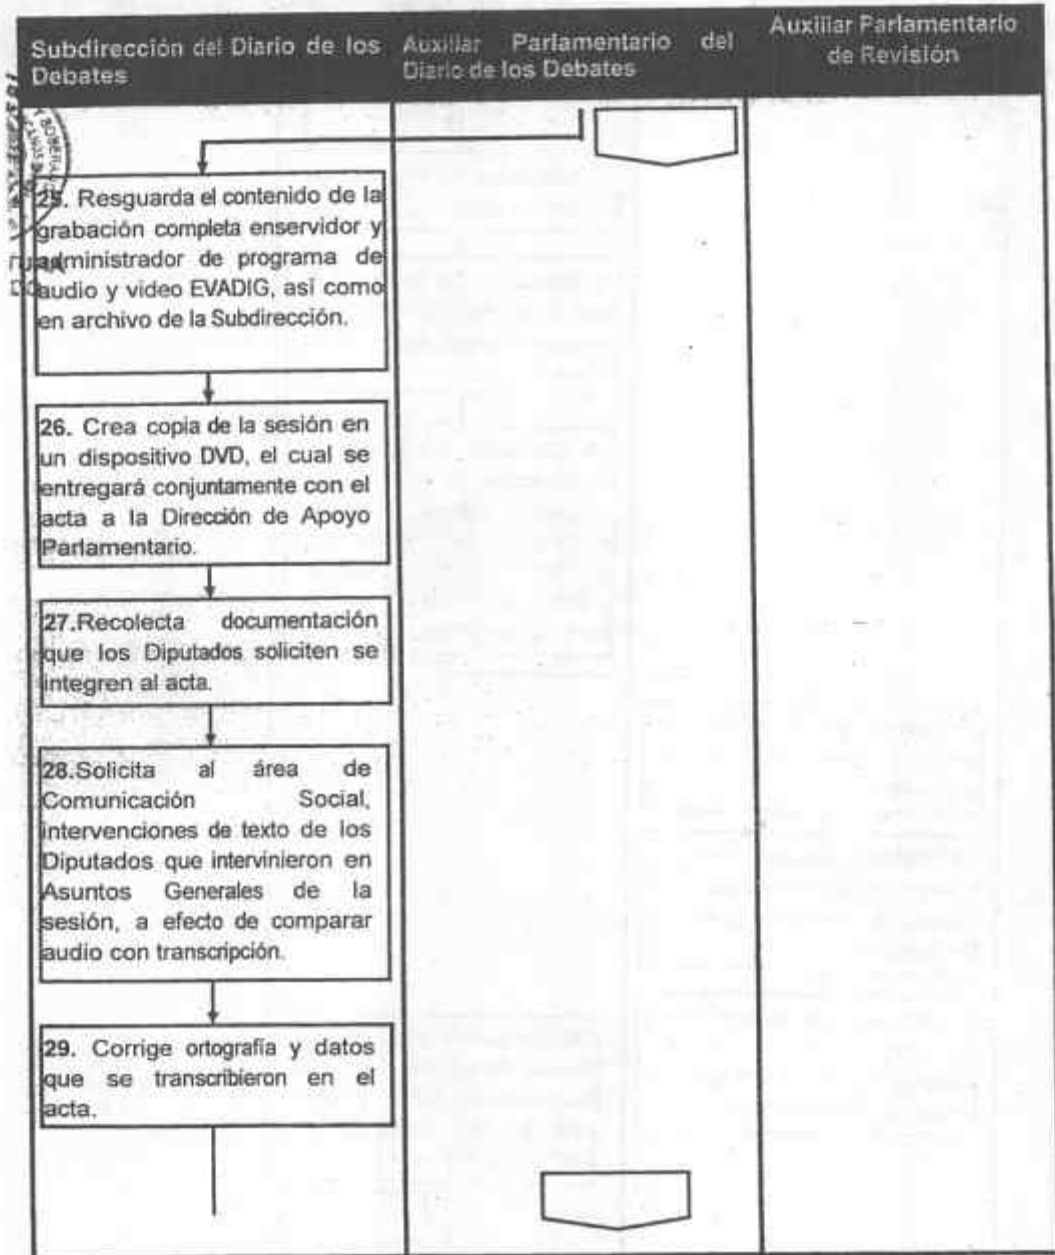 Subdirección del Diario de los
Debates
Auxiliar Parlamentario del
Diario de los Debates
Auxiliar Parlamentario
de Revisión
25. Resguarda el contenido de la
grabación completa enservidor y
administrador de programa de
audio y video EVADIG, así como
en archivo de la Subdirección.
26. Crea copia de la sesión en
un dispositivo DVD, el cual se
entregará conjuntamente con el
acta a la Dirección de Apoyo
Parlamentario.
27.Recolecta documentación
que los Diputados soliciten se
integren al acta.
28.Solicita al área de
Comunicación Social,
intervenciones de texto de los
Diputados que intervinieron en
Asuntos Generales de la
sesión, a efecto de comparar
audio con transcripción.
29. Corrige ortografía y datos
que se transcribieron en el
acta.